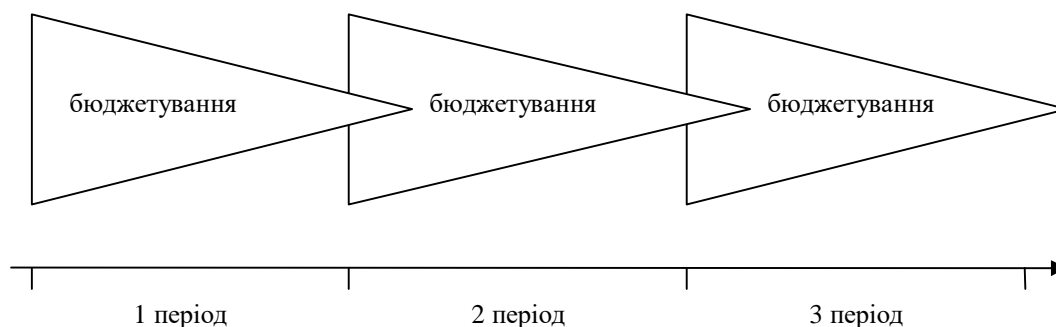 бюджетування бюджетування бюджетування
1 період 2 період 3 період